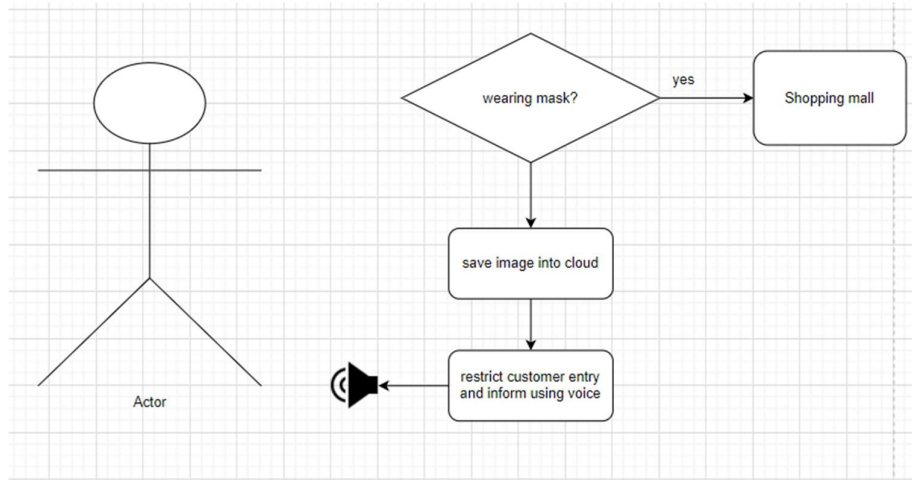 wearing mask?
yes
Shopping mall
save image into cloud
restrict customer entry
and inform using voice
Actor